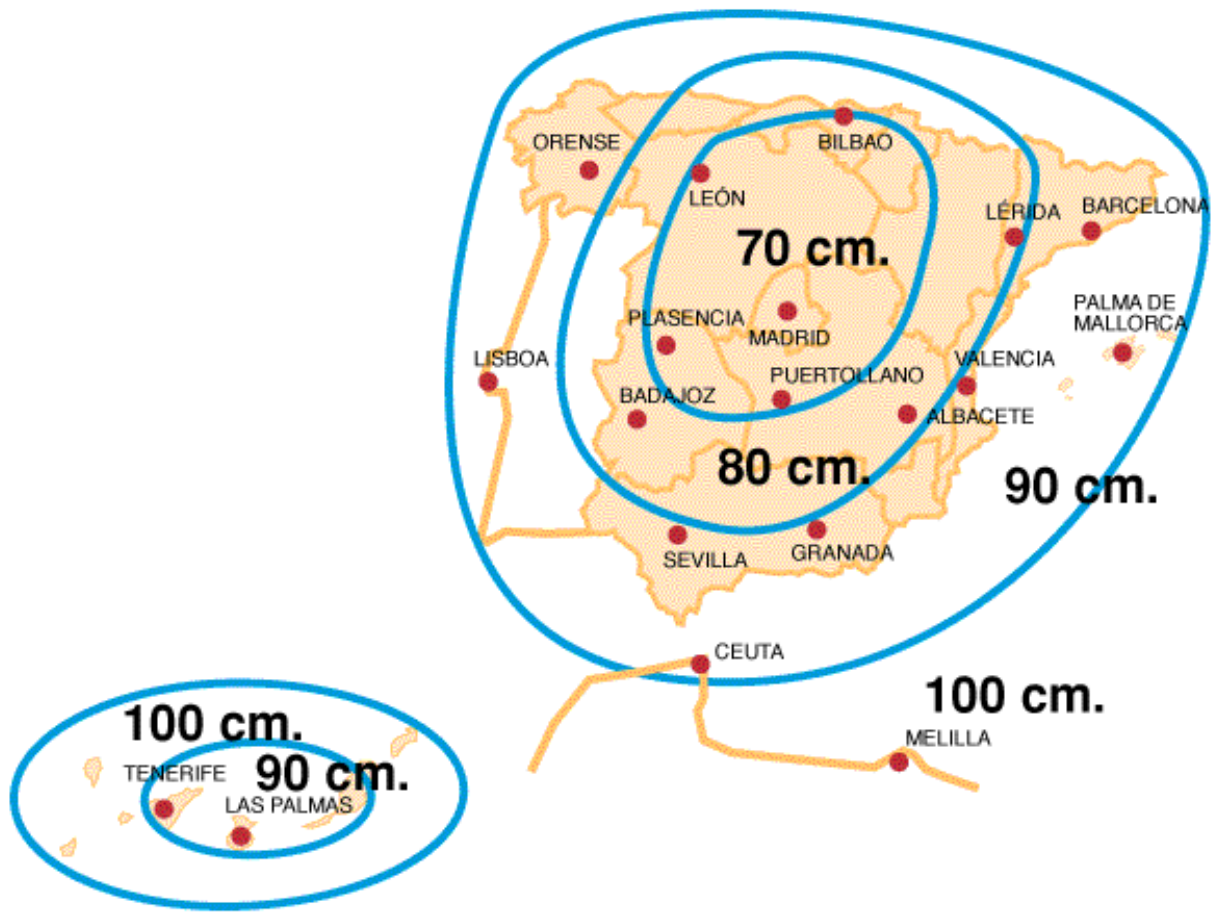 ORENSE
BILBAO
LEÓN
LÉRIDA
BARCELONA
70 cm.
PALMA DE
MALLORCA
PLASENCIA
MADRID
LISBOA
VALENCIA
PUERTOLLANO
BADAJOZ
ALBACETE
80 cm.
90 cm.
SEVILLA
GRANADA
CEUTA
100 cm.
MELILLA
100 cm.
TENERIFE
90 cm.
LAS PALMAS